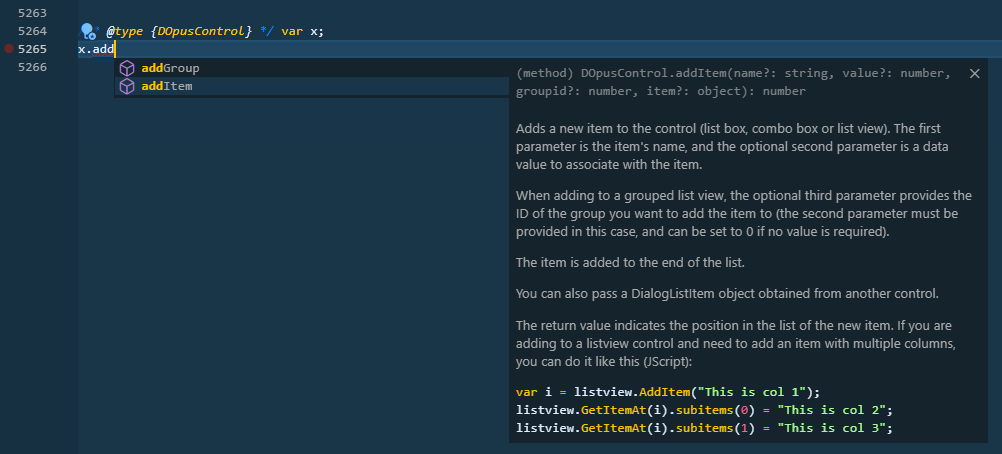 5263
5264 @type {DOpusControl} */ var x;
5265 x.add
5266
addGroup
addItem
(method) DOpusControl.addItem(name?: string, value?: number,
groupid?: number, item?: object): number
Adds a new item to the control (list box, combo box or list view). The first
parameter is the item's name, and the optional second parameter is a data
value to associate with the item.
When adding to a grouped list view, the optional third parameter provides the
ID of the group you want to add the item to (the second parameter must be
provided in this case, and can be set to 0 if no value is required).
The item is added to the end of the list.
You can also pass a DialogListItem object obtained from another control.
The return value indicates the position in the list of the new item. If you are
adding to a listview control and need to add an item with multiple columns,
you can do it like this (JScript):
var i = listview.AddItem("This is col 1");
listview.GetItemAt(i).subitems(0) = "This is col 2";
listview.GetItemAt(i).subitems(1) = "This is col 3";